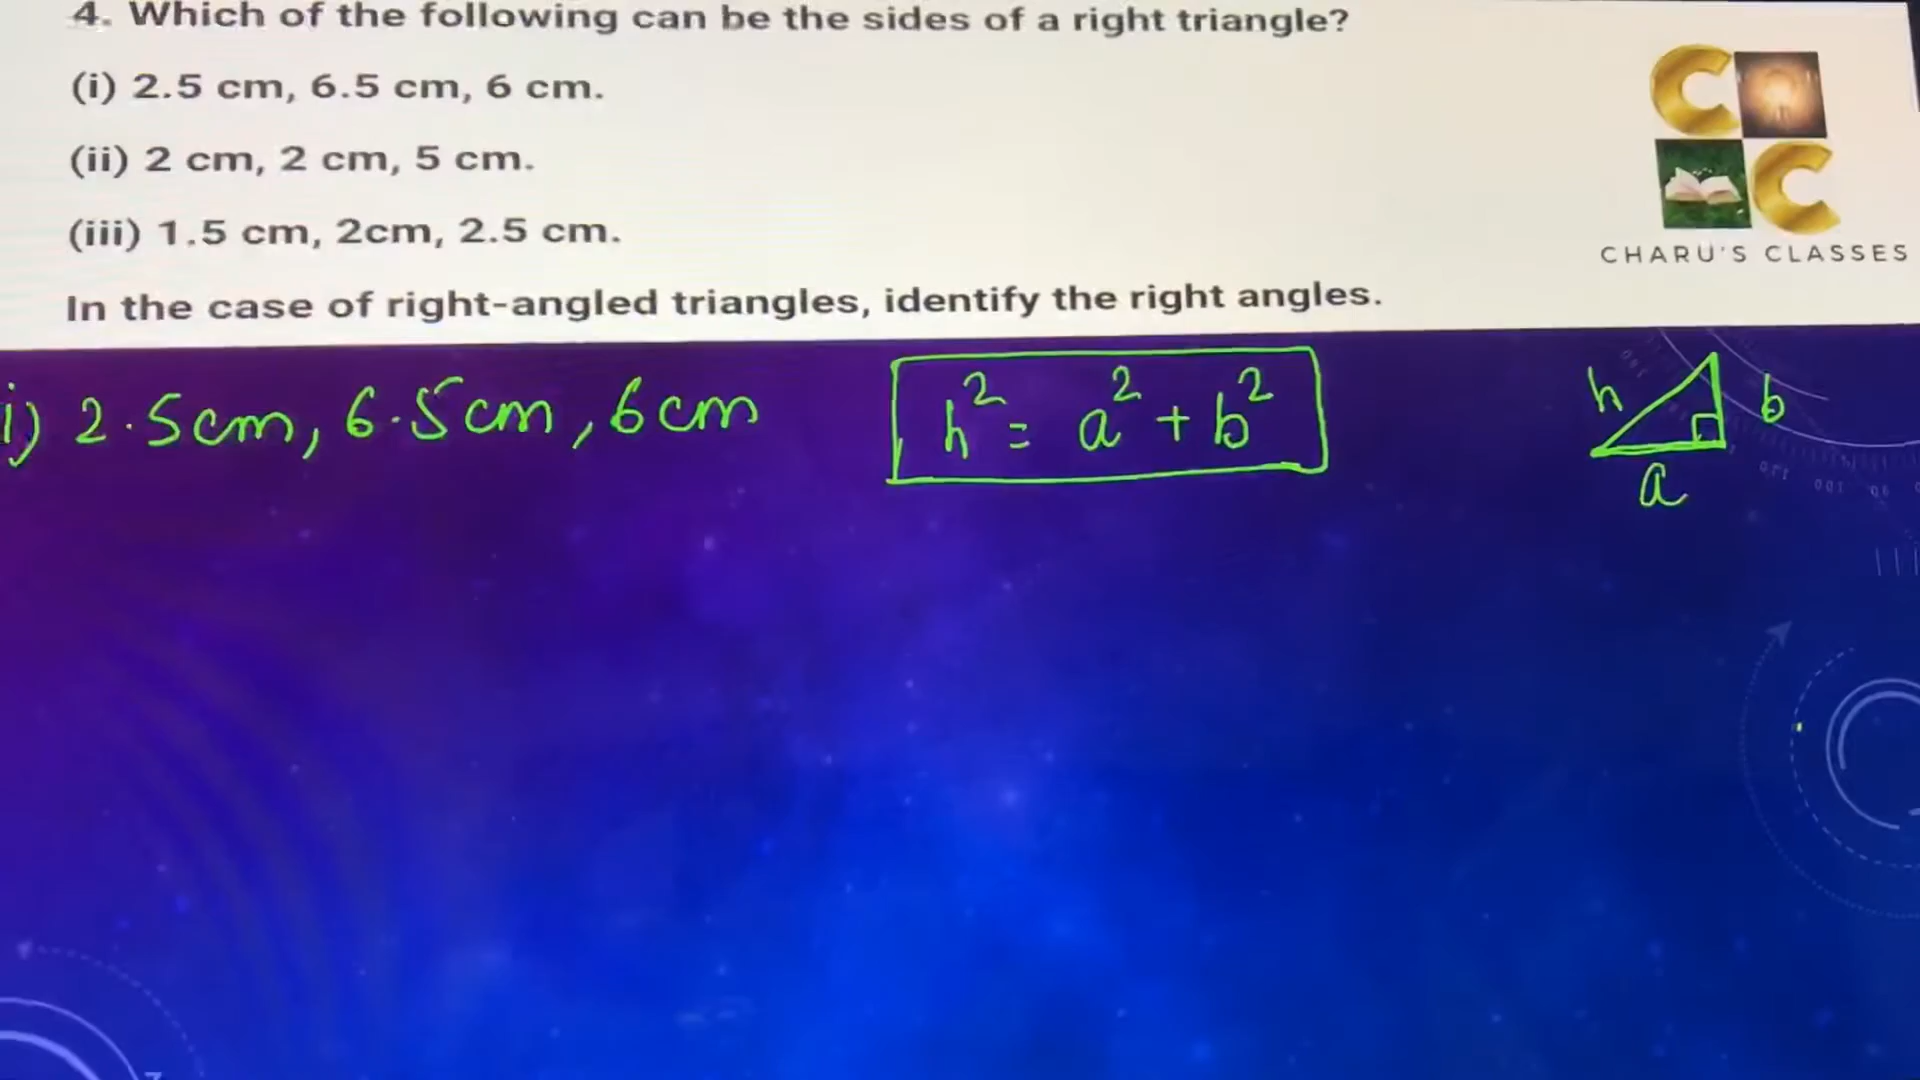 4. Which of the following can be the sides of a right triangle?
(i) 2.5 cm, 6.5 cm, 6 cm.
(ii) 2 cm, 2 cm, 5 cm.
(iii) 1.5 cm, 2cm, 2.5 cm.
In the case of right-angled triangles, identify the right angles.
C
C
CHARU'S CLASSES
i) 2.5cm, 6.5cm, 6cm
h² = a² + b²
h
b
a